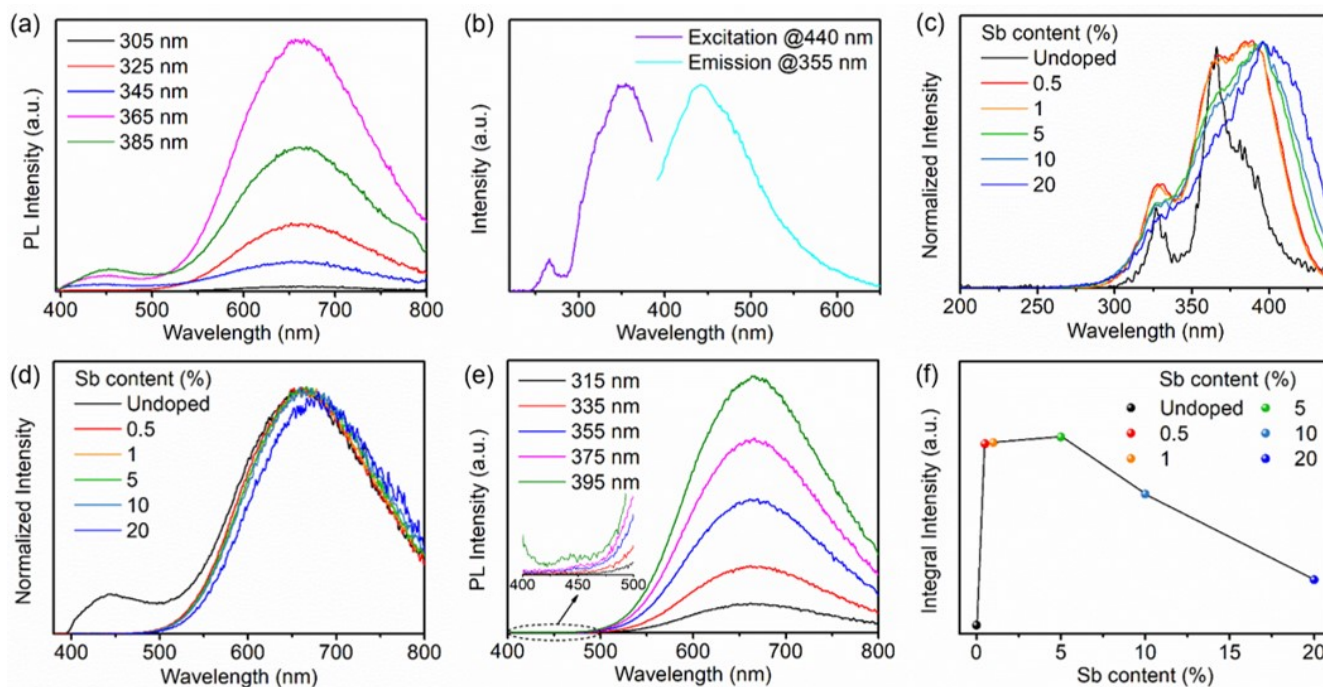 (a)
305 nm
325 nm
345 nm
365 nm
385 nm
PL Intensity (a.u.)
400 500 600 700 800
Wavelength (nm)
(b)
Excitation @440 nm
Emission @355 nm
Intensity (a.u.)
200 300 400 500 600
Wavelength (nm)
(c)
Sb content (%)
Undoped
0.5
1
5
10
20
Normalized Intensity
200 250 300 350 400
Wavelength (nm)
(d)
Sb content (%)
Undoped
0.5
1
5
10
20
Normalized Intensity
400 500 600 700 800
Wavelength (nm)
(e)
315 nm
335 nm
355 nm
375 nm
395 nm
PL Intensity (a.u.)
400 450 500
400 500 600 700 800
Wavelength (nm)
(f)
Sb content (%)
Undoped 5
0.5 10
1 20
Integral Intensity (a.u.)
0 5 10 15 20
Sb content (%)